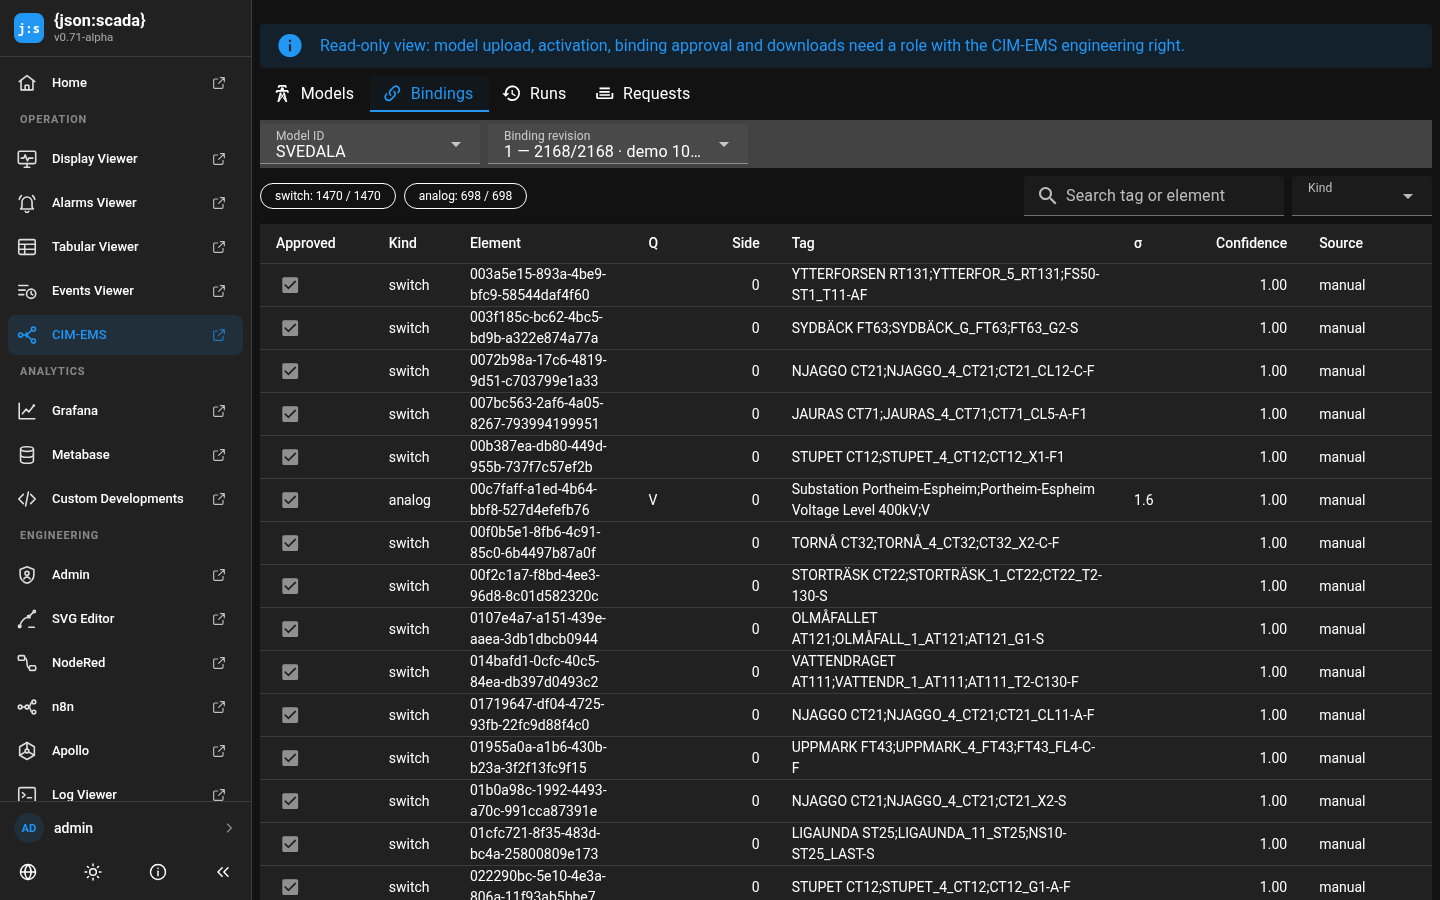 j:s
{json:scada}
v0.71-alpha
Home
OPERATION
Display Viewer
Alarms Viewer
Tabular Viewer
Events Viewer
CIM-EMS
ANALYTICS
Grafana
Metabase
Custom Developments
ENGINEERING
Admin
SVG Editor
NodeRed
n8n
Apollo
Log Viewer
AD
admin
Read-only view: model upload, activation, binding approval and downloads need a role with the CIM-EMS engineering right.
Models Bindings Runs Requests
Model ID
SVEDALA
Binding revision
1 — 2168/2168 · demo 10...
switch: 1470 / 1470 analog: 698 / 698
Search tag or element
Kind
Approved Kind Element Q Side Tag σ Confidence Source
003a5e15-893a-4be9- YTTERFORSEN RT131;YTTERFOR_5_RT131;FS50-
switch 0 1.00 manual
bfc9-58544daf4f60 ST1_T11-AF
003f185c-bc62-4bc5-
switch 0 SYDBÄCK FT63;SYDBÄCK_G_FT63;FT63_G2-S 1.00 manual
bd9b-a322e874a77a
0072b98a-17c6-4819-
switch 0 NJAGGO CT21;NJAGGO_4_CT21;CT21_CL12-C-F 1.00 manual
9d51-c703799e1a33
007bc563-2af6-4a05-
switch 0 JAURAS CT71;JAURAS_4_CT71;CT71_CL5-A-F1 1.00 manual
8267-793994199951
00b387ea-db80-449d-
switch 0 STUPET CT12;STUPET_4_CT12;CT12_X1-F1 1.00 manual
955b-737f7c57ef2b
00c7faff-a1ed-4b64- Substation Portheim-Espheim;Portheim-Espheim
analog V 0 1.6 1.00 manual
bbf8-527d4efefb76 Voltage Level 400kV;V
00f0b5e1-8fb6-4c91-
switch 0 TORNÅ CT32;TORNÅ_4_CT32;CT32_X2-C-F 1.00 manual
85c0-6b4497b87a0f
00f2c1a7-f8bd-4ee3- STORTRÄSK CT22;STORTRÄSK_1_CT22;CT22_T2-
switch 0 1.00 manual
96d8-8c01d582320c 130-S
0107e4a7-a151-439e- OLMÅFALLET
switch 0 1.00 manual
aaea-3db1dbcb0944 AT121;OLMÅFALL_1_AT121;AT121_G1-S
014bafd1-0cfc-40c5- VATTENDRAGET
switch 0 1.00 manual
84ea-db397d0493c2 AT111;VATTENDR_1_AT111;AT111_T2-C130-F
01719647-df04-4725-
switch 0 NJAGGO CT21;NJAGGO_4_CT21;CT21_CL11-A-F 1.00 manual
93fb-22fc9d88f4c0
01955a0a-a1b6-430b- UPPMARK FT43;UPPMARK_4_FT43;FT43_FL4-C-
switch 0 1.00 manual
b23a-3f2f13fc9f15 F
01b0a98c-1992-4493-
switch 0 NJAGGO CT21;NJAGGO_4_CT21;CT21_X2-S 1.00 manual
a70c-991cca87391e
01cfc721-8f35-483d- LIGAUNDA ST25;LIGAUNDA_11_ST25;NS10-
switch 0 1.00 manual
bc4a-25800809e173 ST25_LAST-S
022290bc-5e10-4e3a-
switch 0 STUPET CT12;STUPET_4_CT12;CT12_G1-A-F 1.00 manual
806a-11f93ab5bbe7